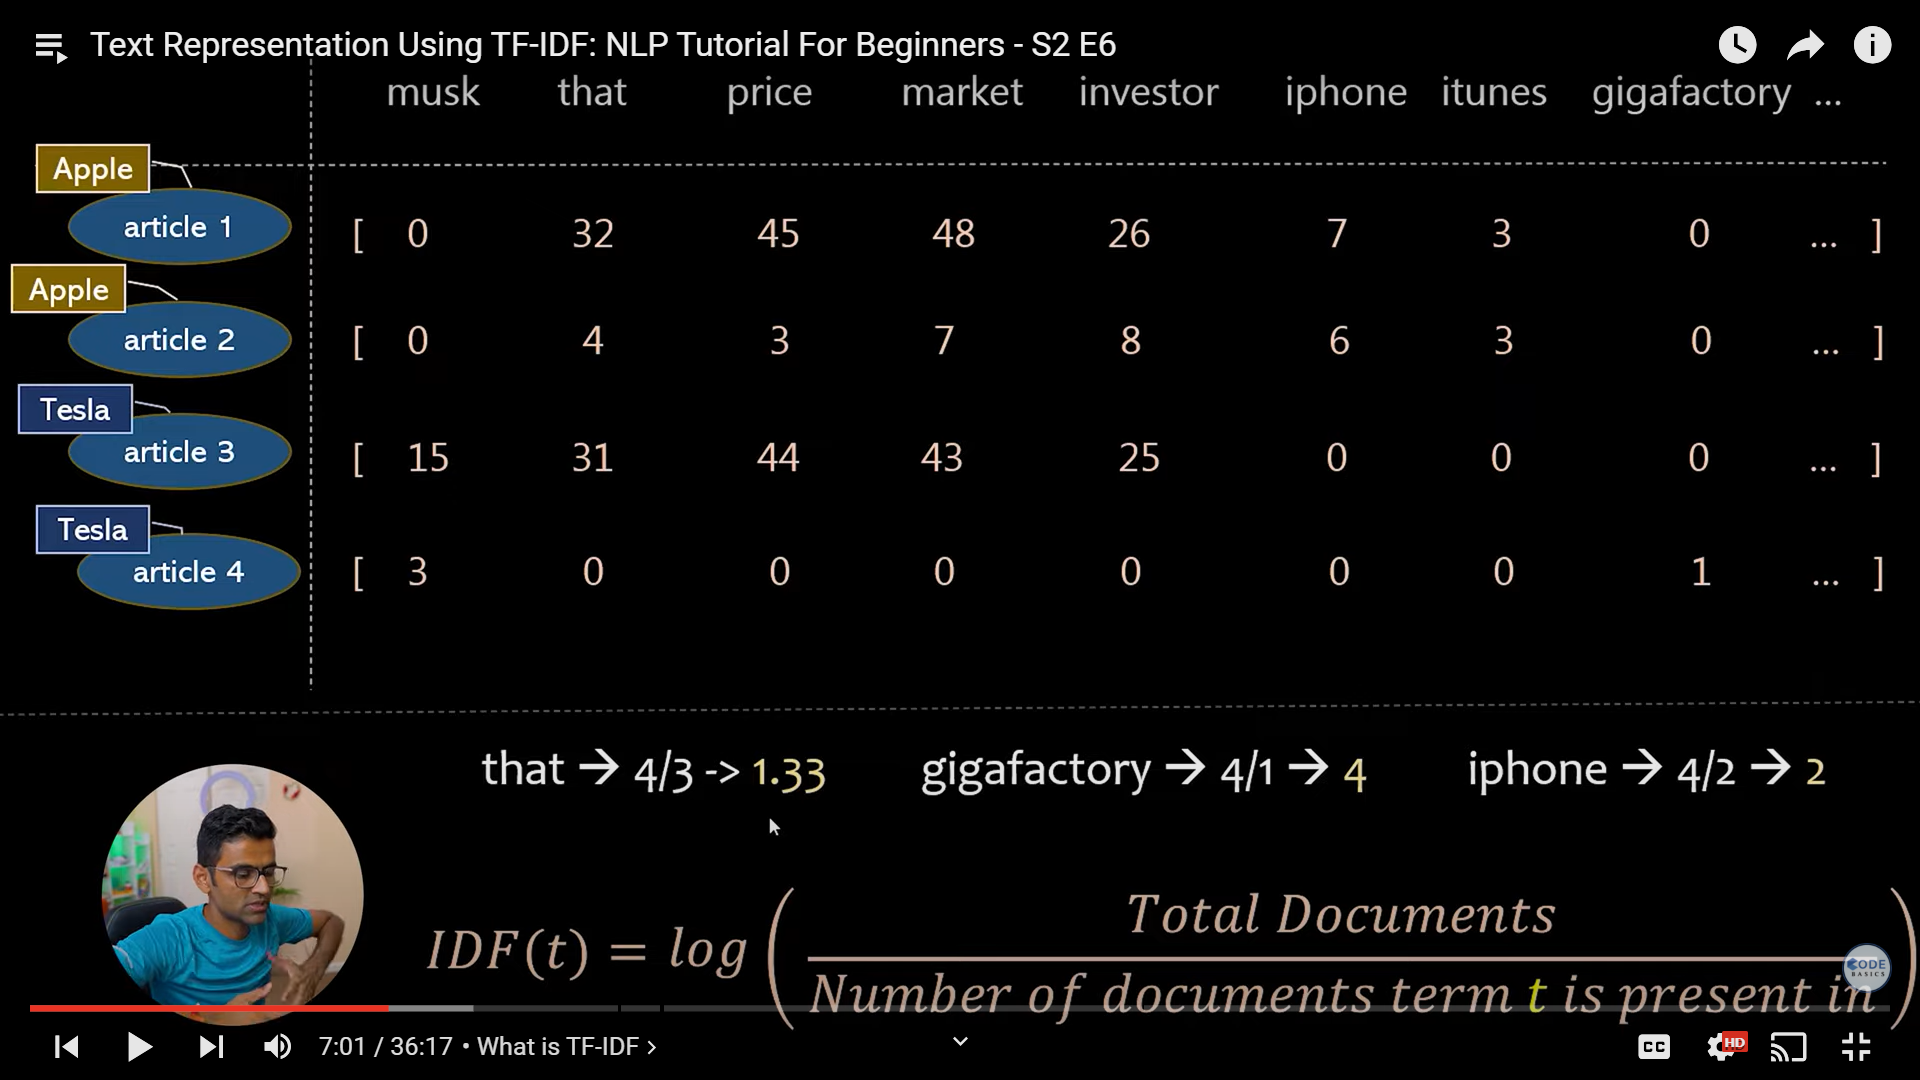 Text Representation Using TF-IDF: NLP Tutorial For Beginners - S2 E6
musk that price market investor iphone itunes gigafactory ...
Apple
article 1 [ 0 32 45 48 26 7 3 0 ... ]
Apple
article 2 [ 0 4 3 7 8 6 3 0 ... ]
Tesla
article 3 [ 15 31 44 43 25 0 0 0 ... ]
Tesla
article 4 [ 3 0 0 0 0 0 0 1 ... ]
that → 4/3 -> 1.33 gigafactory → 4/1 → 4 iphone → 4/2 → 2
Total Documents
IDF(t) = log ( )
CODE
BASICS
Number of documents term t is present in
7:01 / 36:17 • What is TF-IDF >
CC HD